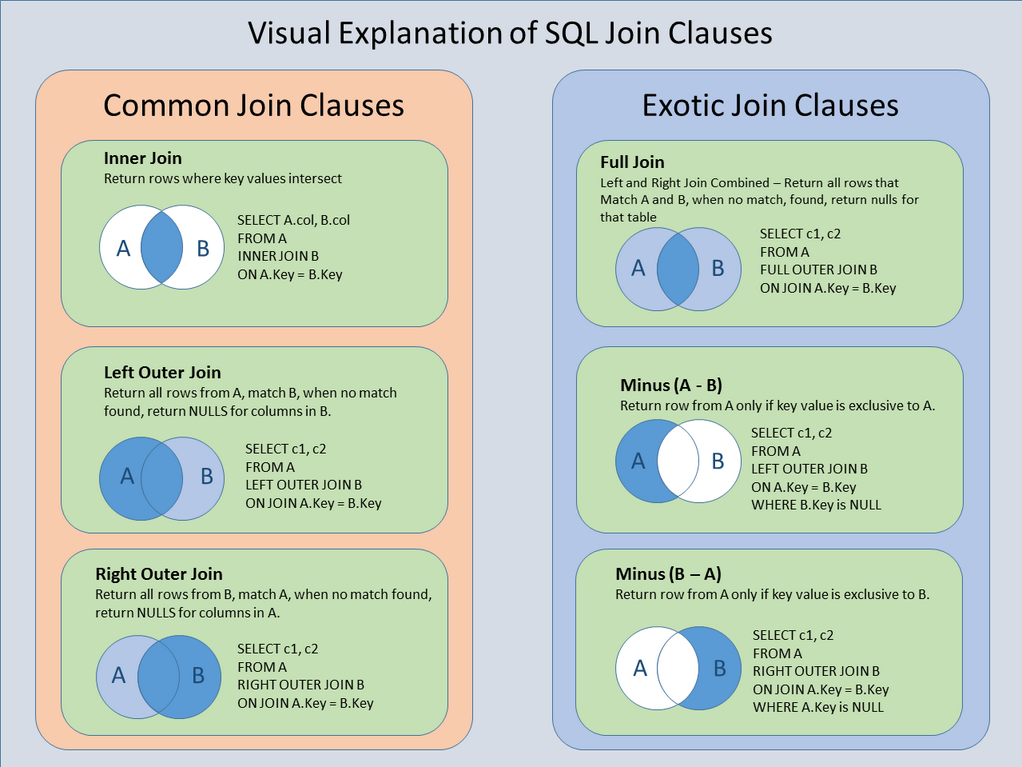 Visual Explanation of SQL Join Clauses
Common Join Clauses
Inner Join
Return rows where key values intersect
A
B
SELECT A.col, B.col
FROM A
INNER JOIN B
ON A.Key = B.Key
Left Outer Join
Return all rows from A, match B, when no match
found, return NULLS for columns in B.
A
B
SELECT c1, c2
FROM A
LEFT OUTER JOIN B
ON JOIN A.Key = B.Key
Right Outer Join
Return all rows from B, match A, when no match found,
return NULLS for columns in A.
A
B
SELECT c1, c2
FROM A
RIGHT OUTER JOIN B
ON JOIN A.Key = B.Key
Exotic Join Clauses
Full Join
Left and Right Join Combined – Return all rows that
Match A and B, when no match, found, return nulls for
that table
A
B
SELECT c1, c2
FROM A
FULL OUTER JOIN B
ON JOIN A.Key = B.Key
Minus (A - B)
Return row from A only if key value is exclusive to A.
A
B
SELECT c1, c2
FROM A
LEFT OUTER JOIN B
ON A.Key = B.Key
WHERE B.Key is NULL
Minus (B – A)
Return row from A only if key value is exclusive to B.
A
B
SELECT c1, c2
FROM A
RIGHT OUTER JOIN B
ON JOIN A.Key = B.Key
WHERE A.Key is NULL